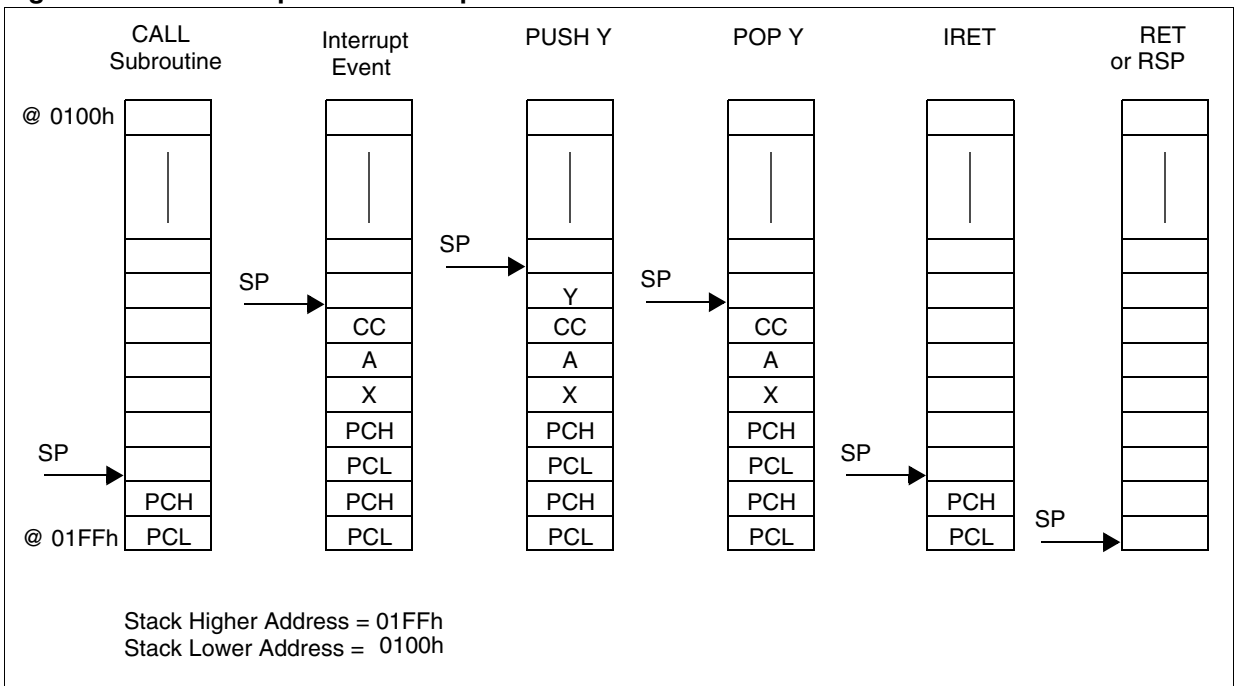 CALL
Subroutine
Interrupt
Event
PUSH Y
POP Y
IRET
RET
or RSP
@ 0100h
SP
SP
SP
Y
CC
CC
CC
A
A
A
X
X
X
PCH
PCH
PCH
SP
SP
PCL
PCL
PCL
PCH
PCH
PCH
PCH
PCH
SP
@ 01FFh
PCL
PCL
PCL
PCL
PCL
Stack Higher Address = 01FFh
Stack Lower Address = 0100h